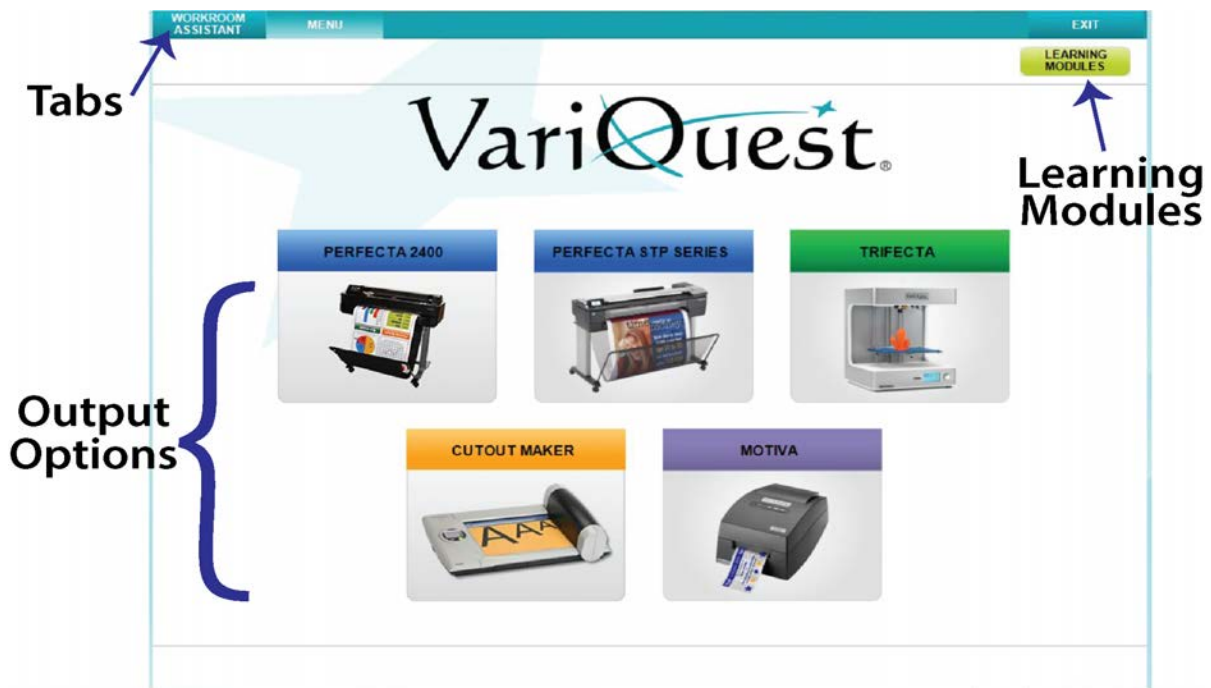 WORKROOM
ASSISTANT
MENU
EXIT
LEARNING
MODULES
Tabs
VariQuest®
Learning
Modules
PERFECTA 2400
PERFECTA STP SERIES
TRIFECTA
Output
Options
CUTOUT MAKER
MOTIVA
AAA